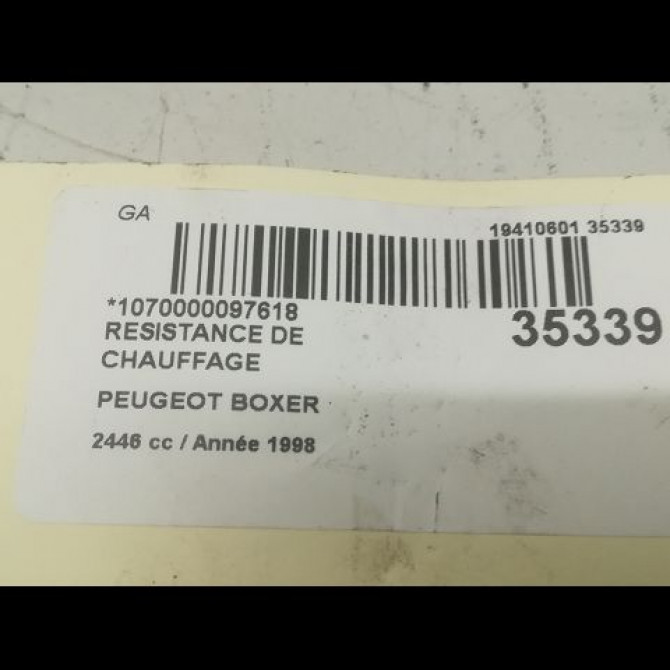 GA
19410601 35339
*1070000097618
35339
RESISTANCE DE
CHAUFFAGE
PEUGEOT BOXER
2446 cc / Année 1998